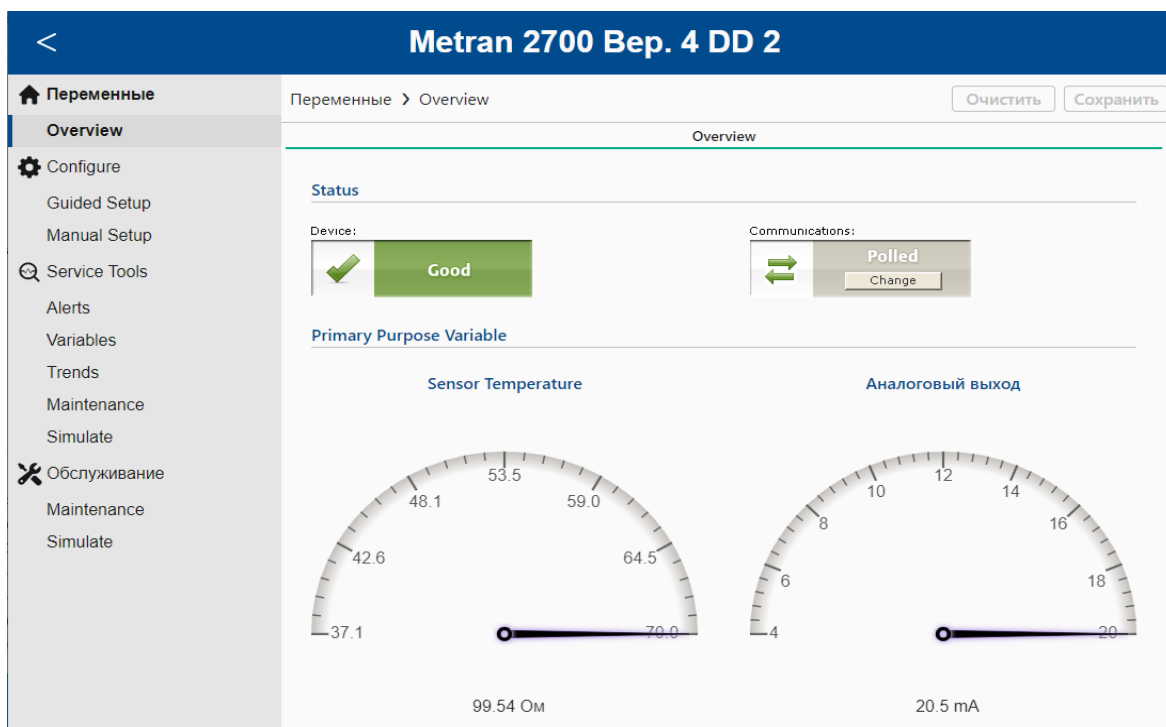 <
Metran 2700 Вер. 4 DD 2
Переменные
Overview
Configure
Guided Setup
Manual Setup
Service Tools
Alerts
Variables
Trends
Maintenance
Simulate
Обслуживание
Maintenance
Simulate
Переменные > Overview
Очистить Сохранить
Overview
Status
Device:
Good
Communications:
Polled
Change
Primary Purpose Variable
Sensor Temperature
37.1
42.6
48.1
53.5
59.0
64.5
70.0
99.54 Ом
Аналоговый выход
4
6
8
10
12
14
16
18
20
20.5 mA